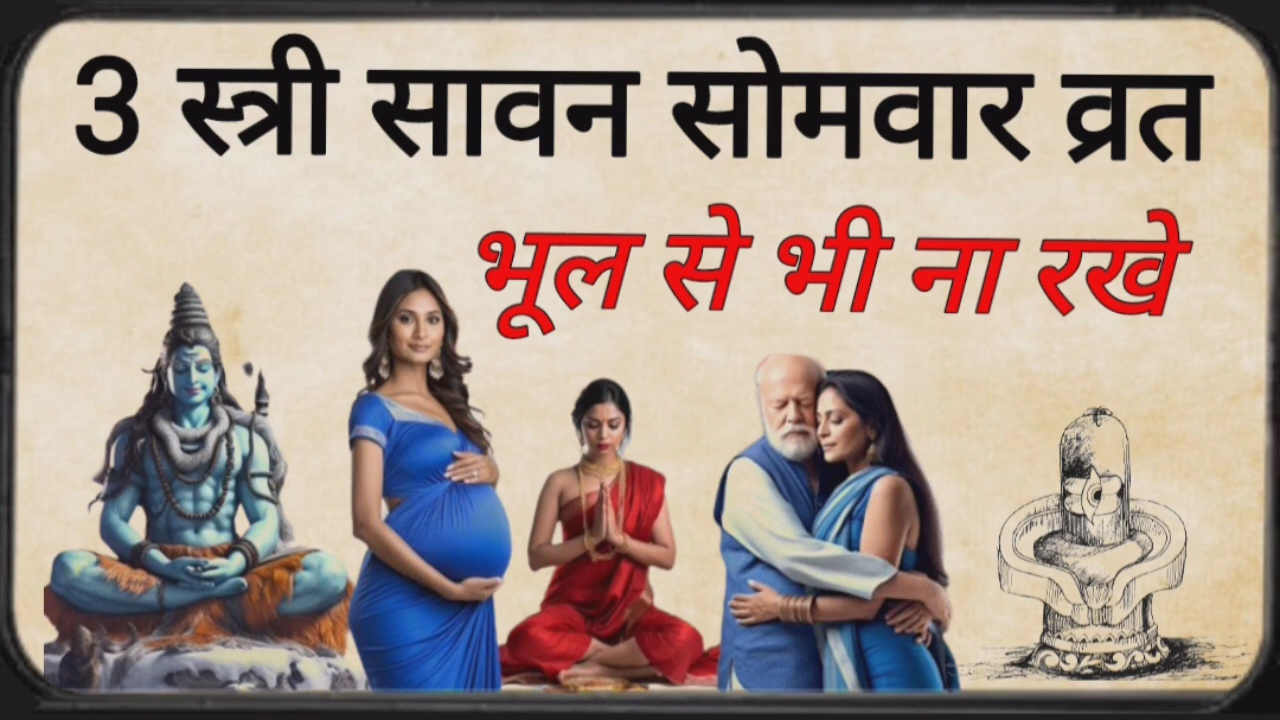 3 स्त्री सावन सोमवार व्रत
भूल से भी ना रखे